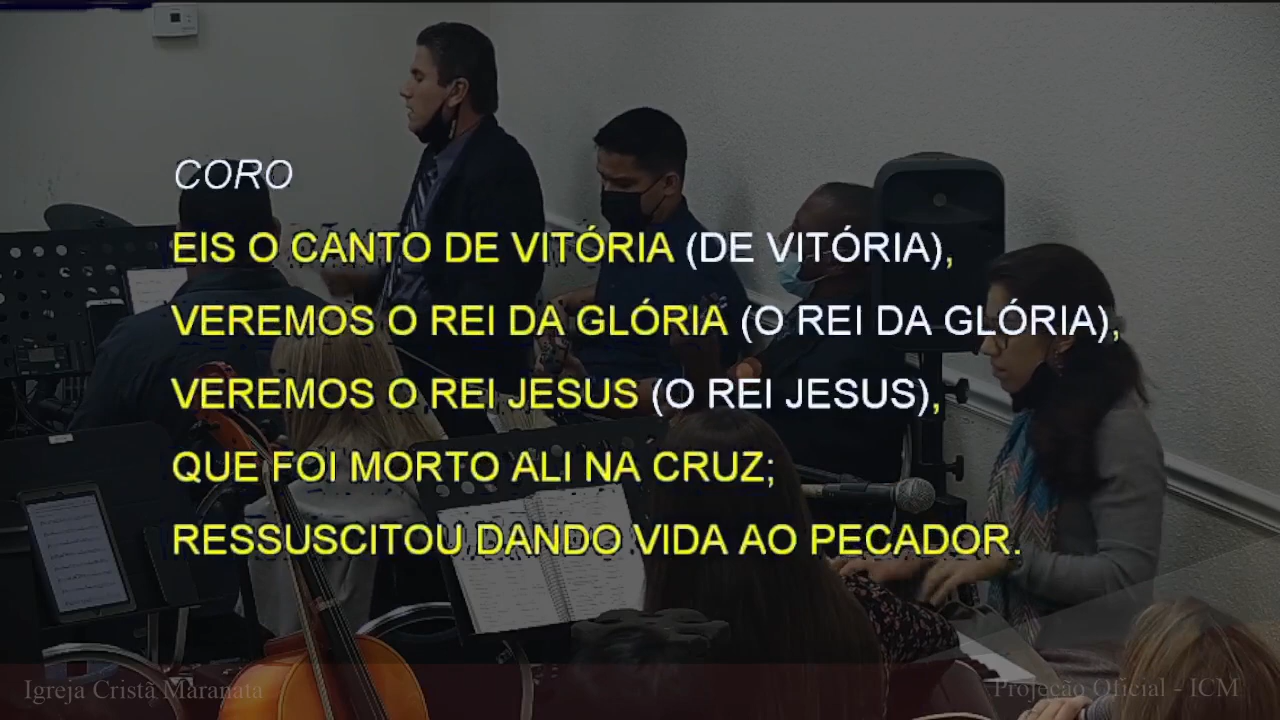 CORO
EIS O CANTO DE VITÓRIA (DE VITÓRIA),
VEREMOS O REI DA GLÓRIA (O REI DA GLÓRIA),
VEREMOS O REI JESUS (O REI JESUS),
QUE FOI MORTO ALI NA CRUZ;
RESSUSCITOU DANDO VIDA AO PECADOR.
Igreja Cristã Maranata
Projeção Oficial - ICM